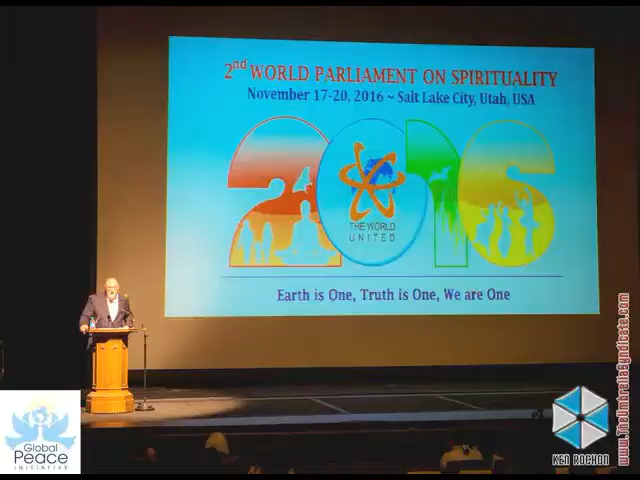 2nd WORLD PARLIAMENT ON SPIRITUALITY
November 17-20, 2016 ~ Salt Lake City, Utah, USA
2016
THE WORLD
UNITED
Earth is One, Truth is One, We are One
Global
Peace
INITIATIVE
KEN ROCHON
www.TheUmbrellaSyndicate.com